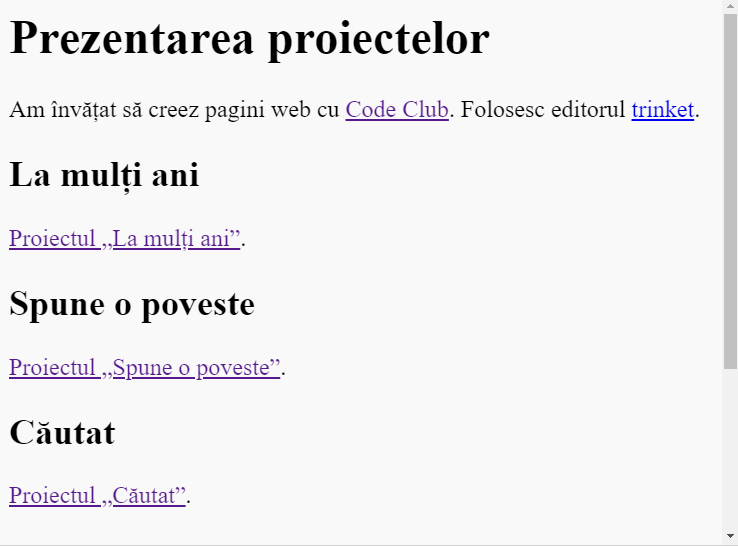 Prezentarea proiectelor
Am învățat să creez pagini web cu Code Club. Folosesc editorul trinket.
La mulți ani
Proiectul „La mulți ani”.
Spune o poveste
Proiectul „Spune o poveste”.
Căutat
Proiectul „Căutat”.